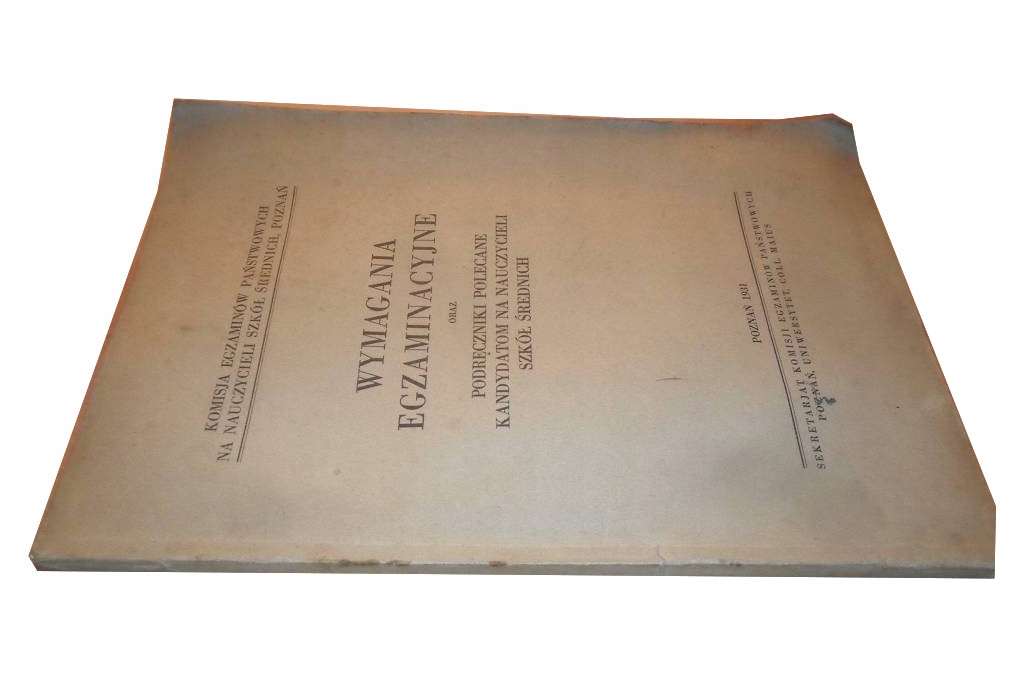 KOMISJA EGZAMINÓW PAŃSTWOWYCH
NA NAUCZYCIELI SZKÓŁ ŚREDNICH, POZNAŃ
WYMAGANIA
EGZAMINACYJNE
ORAZ
PODRĘCZNIKI POLECANE
KANDYDATOM NA NAUCZYCIELI
SZKÓŁ ŚREDNICH
POZNAŃ 1931
SEKRETARJAT KOMISJI EGZAMINÓW PAŃSTWOWYCH
POZNAŃ, UNIWERSYTET, COLL. MAIUS